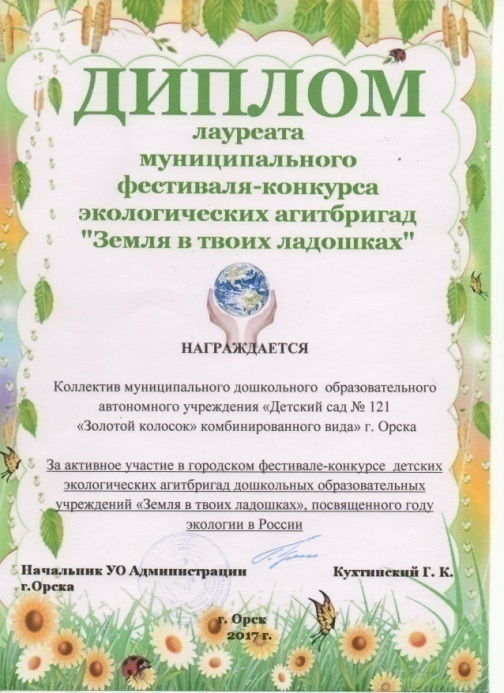 ДИПЛОМ
лауреата
муниципального
фестиваля-конкурса
экологических агитбригад
"Земля в твоих ладошках"
НАГРАЖДАЕТСЯ
Коллектив муниципального дошкольного образовательного
автономного учреждения «Детский сад № 121
«Золотой колосок» комбинированного вида» г. Орска
За активное участие в городском фестивале-конкурсе детских
экологических агитбригад дошкольных образовательных
учреждений «Земля в твоих ладошках», посвященного году
экологии в России
Начальник УО Администрации Кухтинский Г. К.
г.Орска
г. Орск
2017 г.